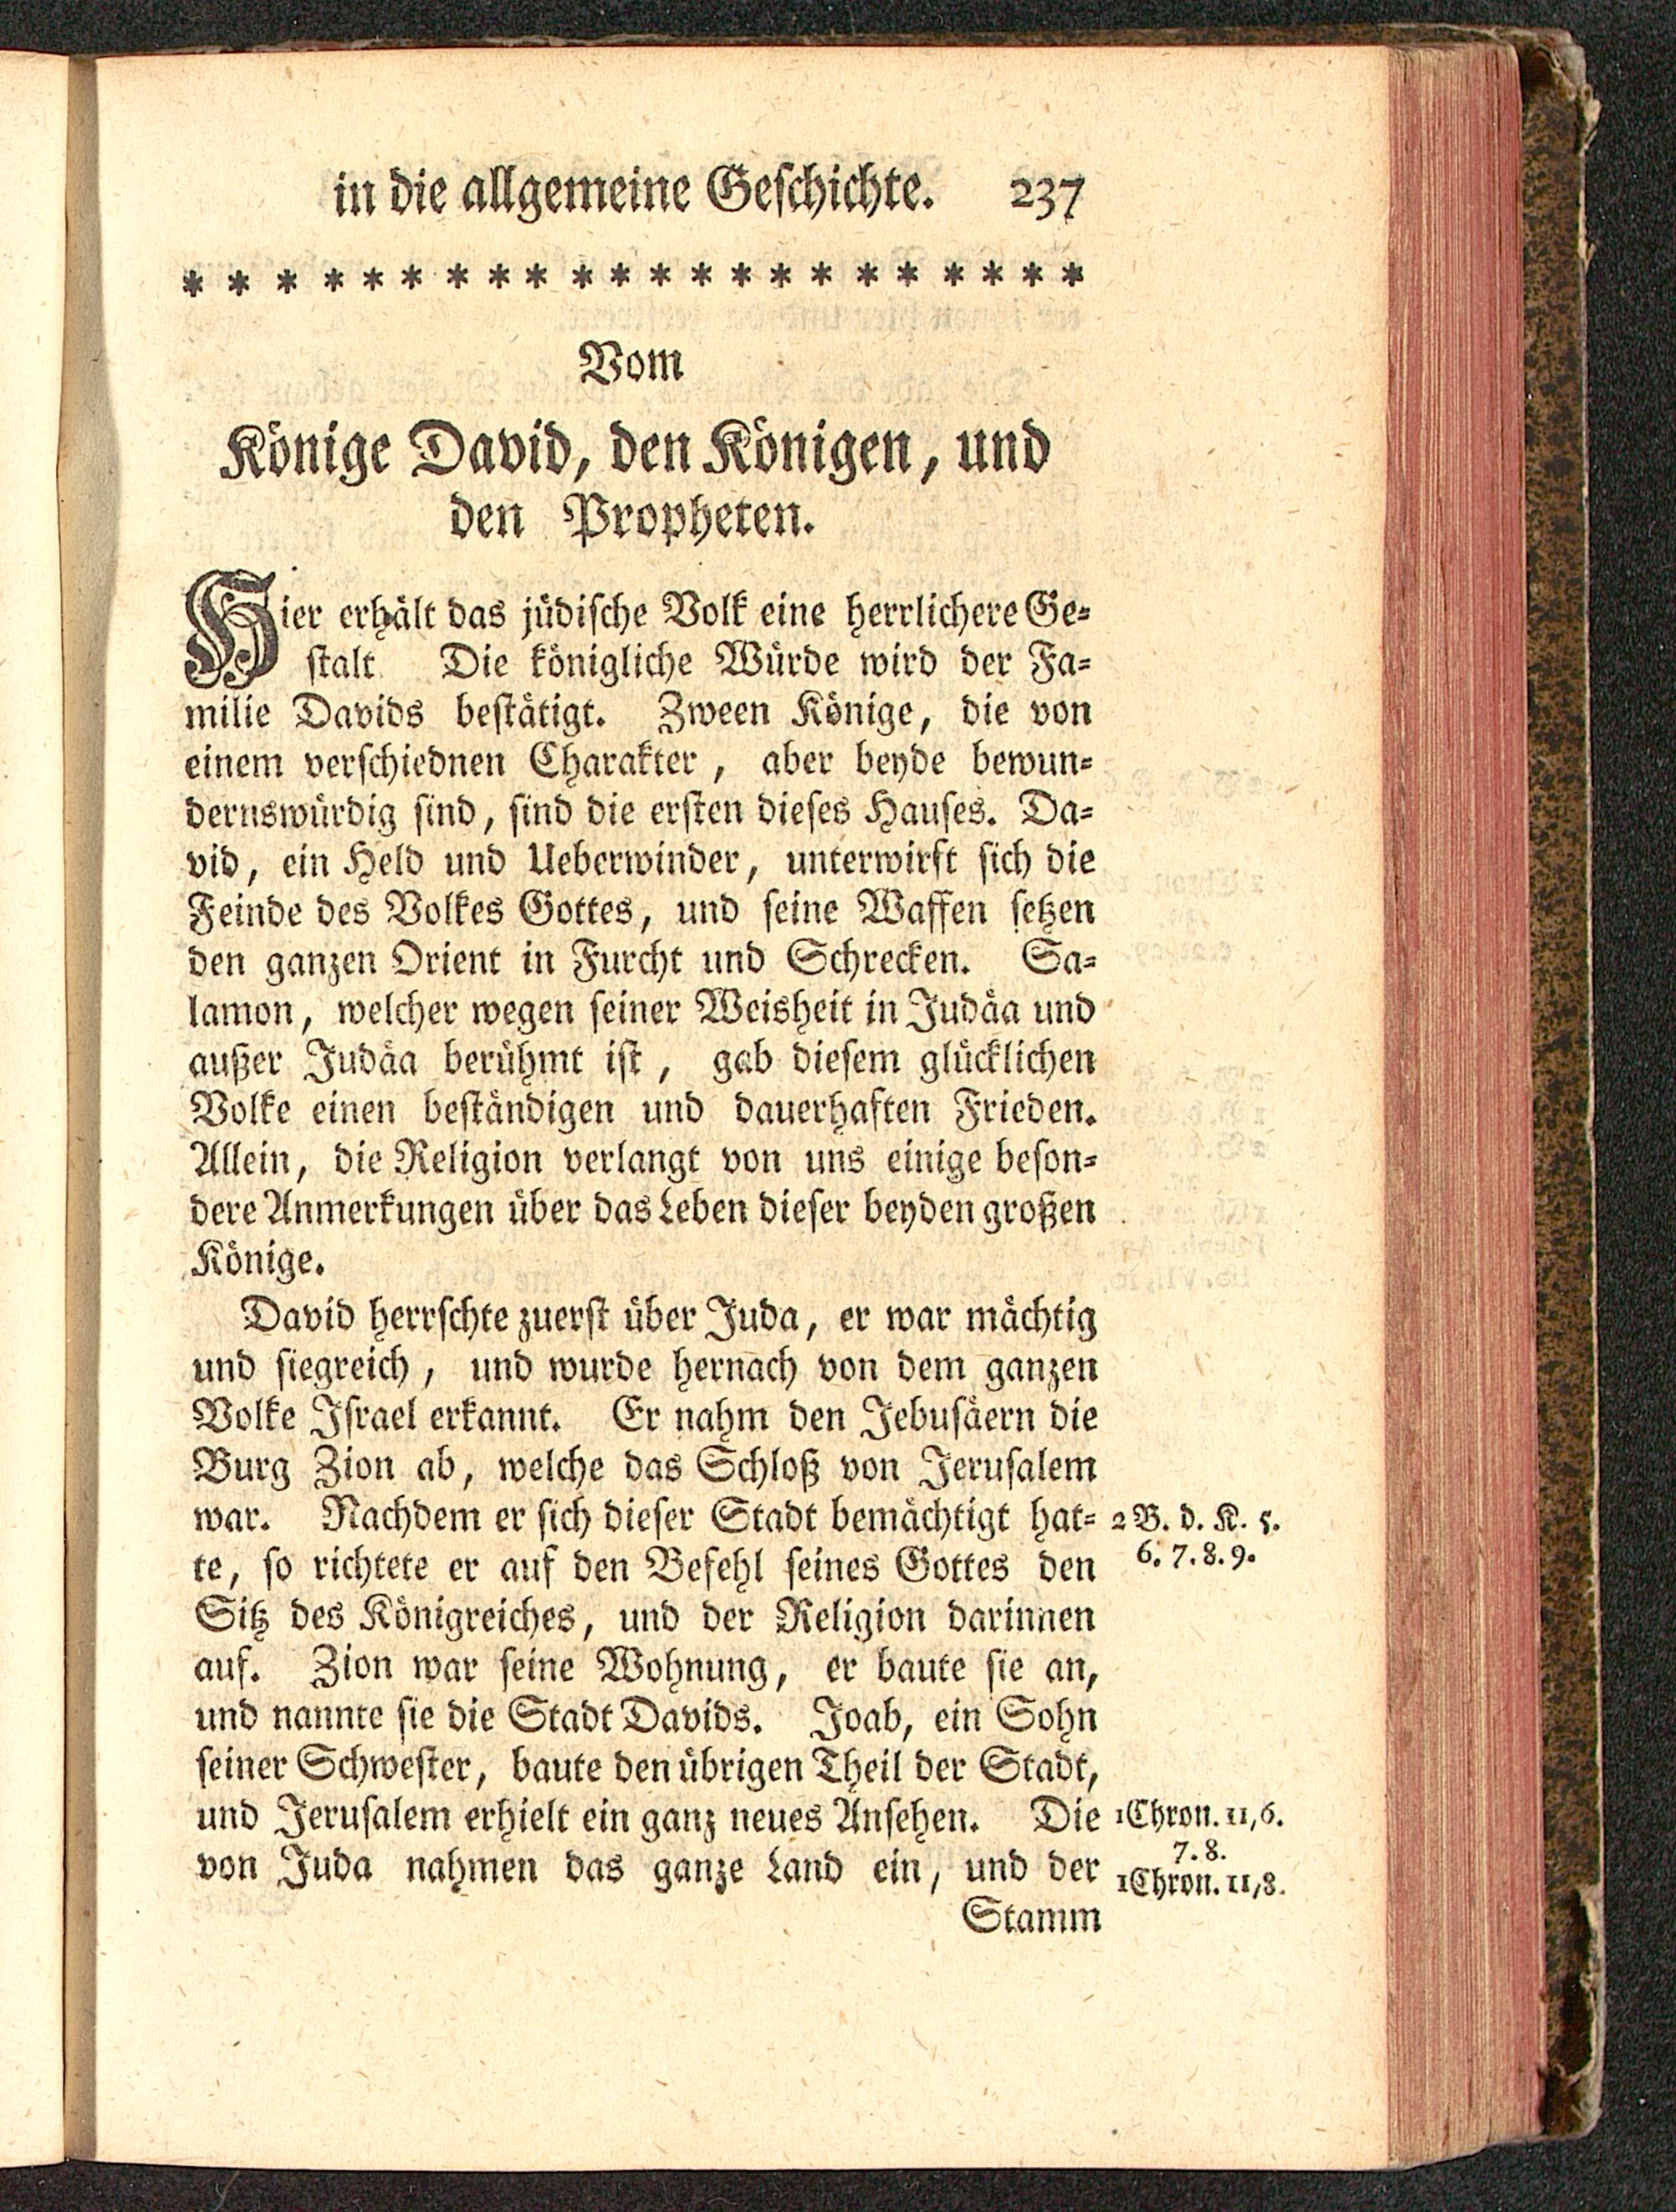 in die allgemeine Geschichte. 237
* * * * * * * * * * * * * * * * * * * * * *
Vom
Könige David, den Königen, und
den Propheten.
Hier erhält das jüdische Volk eine herrlichere Ge=
stalt Die königliche Würde wird der Fa=
milie Davids bestätigt. Zween Könige, die von
einem verschiednen Charakter, aber beyde bewun=
dernswürdig sind, sind die ersten dieses Hauses. Da=
vid, ein Held und Ueberwinder, unterwirft sich die
Feinde des Volkes Gottes, und seine Waffen setzen
den ganzen Orient in Furcht und Schrecken. Sa=
lamon, welcher wegen seiner Weisheit in Judäa und
außer Judäa berühmt ist, gab diesem glücklichen
Volke einen beständigen und dauerhaften Frieden.
Allein, die Religion verlangt von uns einige beson=
dere Anmerkungen über das Leben dieser beyden großen
Könige.
David herrschte zuerst über Juda, er war mächtig
und siegreich, und wurde hernach von dem ganzen
Volke Israel erkannt. Er nahm den Jebusäern die
Burg Zion ab, welche das Schloß von Jerusalem
war. Nachdem er sich dieser Stadt bemächtigt hat= 2 B. d. K. 5.
te, so richtete er auf den Befehl seines Gottes den 6. 7. 8. 9.
Sitz des Königreiches, und der Religion darinnen
auf. Zion war seine Wohnung, er baute sie an,
und nannte sie die Stadt Davids. Joab, ein Sohn
seiner Schwester, baute den übrigen Theil der Stadt,
und Jerusalem erhielt ein ganz neues Ansehen. Die 1 Chron. 11, 6.
7. 8.
von Juda nahmen das ganze Land ein, und der 1 Chron. 11, 8.
Stamm